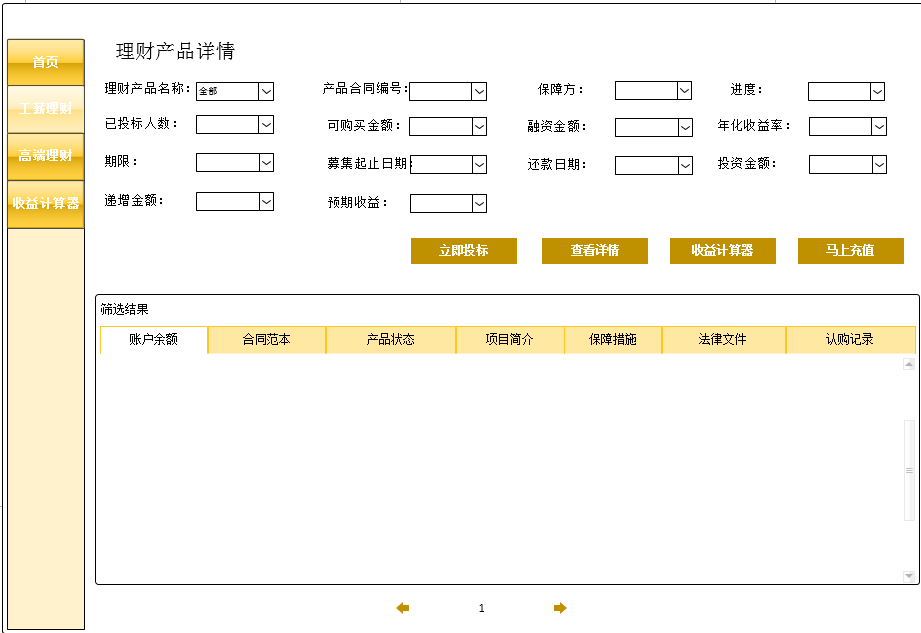 首页
工薪理财
高端理财
收益计算器
理财产品详情
理财产品名称： 全部 产品合同编号： 保障方： 进度：
已投标人数： 可购买金额： 融资金额： 年化收益率：
期限： 募集起止日期： 还款日期： 投资金额：
递增金额： 预期收益：
立即投标 查看详情 收益计算器 马上充值
筛选结果
账户余额 合同范本 产品状态 项目简介 保障措施 法律文件 认购记录
1